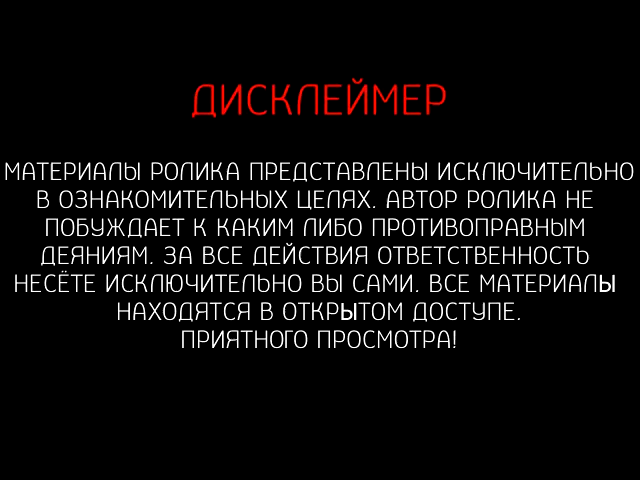 ДИСКЛЕЙМЕР
МАТЕРИАЛЫ РОЛИКА ПРЕДСТАВЛЕНЫ ИСКЛЮЧИТЕЛЬНО
В ОЗНАКОМИТЕЛЬНЫХ ЦЕЛЯХ. АВТОР РОЛИКА НЕ
ПОБУЖДАЕТ К КАКИМ ЛИБО ПРОТИВОПРАВНЫМ
ДЕЯНИЯМ. ЗА ВСЕ ДЕЙСТВИЯ ОТВЕТСТВЕННОСТЬ
НЕСЁТЕ ИСКЛЮЧИТЕЛЬНО ВЫ САМИ. ВСЕ МАТЕРИАЛЫ
НАХОДЯТСЯ В ОТКРЫТОМ ДОСТУПЕ.
ПРИЯТНОГО ПРОСМОТРА!